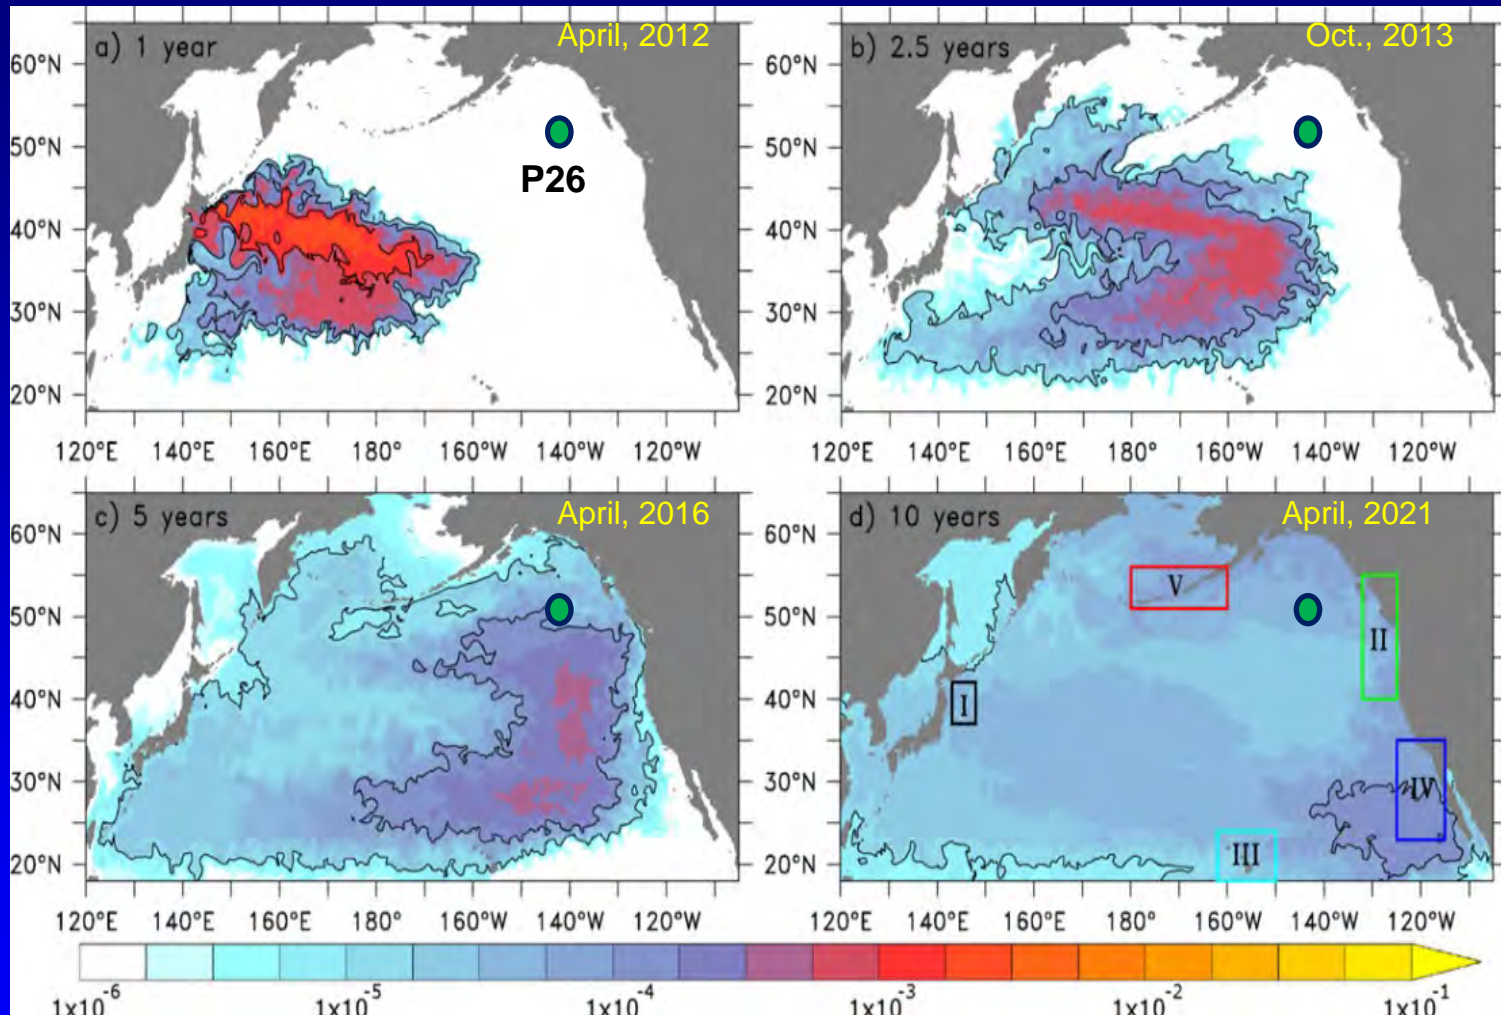 a) 1 year
April, 2012
b) 2.5 years
Oct., 2013
60°N
50°N
40°N
30°N
20°N
P26
60°N
50°N
40°N
30°N
20°N
120°E 140°E 160°E 180° 160°W 140°W 120°W
120°E 140°E 160°E 180° 160°W 140°W 120°W
c) 5 years
April, 2016
d) 10 years
April, 2021
60°N
50°N
40°N
30°N
20°N
60°N
50°N
40°N
30°N
20°N
V
II
I
IV
III
120°E 140°E 160°E 180° 160°W 140°W 120°W
120°E 140°E 160°E 180° 160°W 140°W 120°W
1x10⁻⁶ 1x10⁻⁵ 1x10⁻⁴ 1x10⁻³ 1x10⁻² 1x10⁻¹